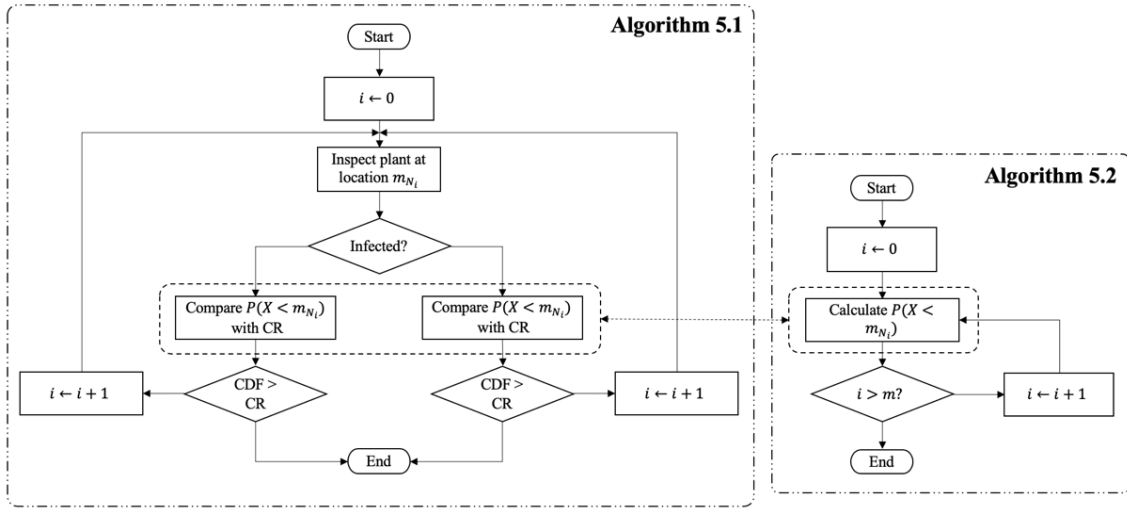 Algorithm 5.1
Start
i ← 0
Inspect plant at
location m_{N_i}
Infected?
Compare P(X < m_{N_i})
with CR
Compare P(X < m_{N_i})
with CR
CDF >
CR
CDF >
CR
i ← i + 1
i ← i + 1
End
Algorithm 5.2
Start
i ← 0
Calculate P(X <
m_{N_i})
i > m?
i ← i + 1
End